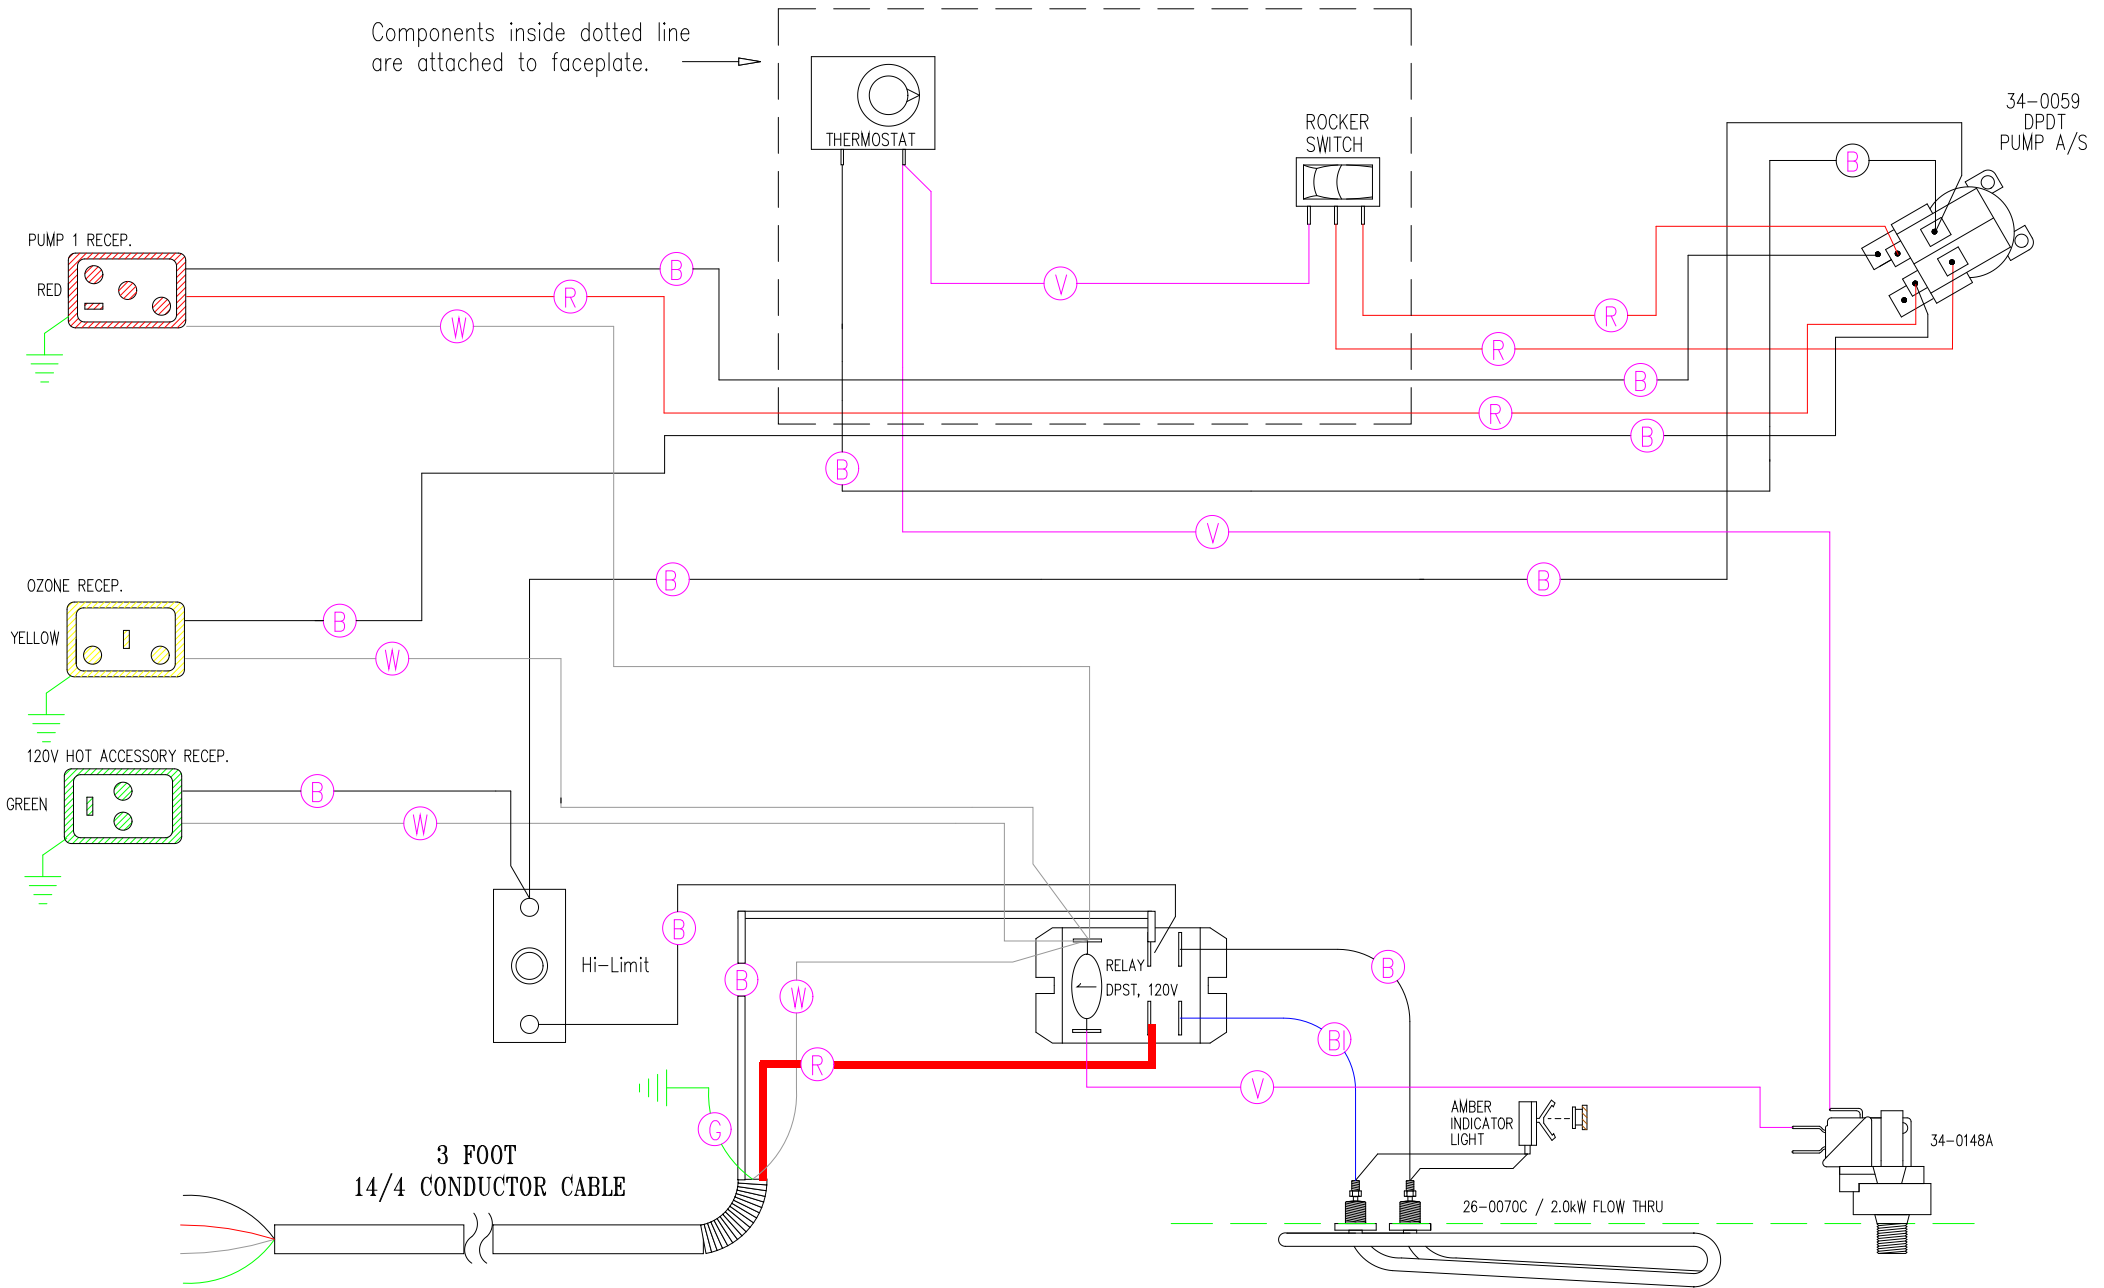 Components inside dotted line
are attached to faceplate.
THERMOSTAT
ROCKER
SWITCH
34-0059
DPDT
PUMP A/S
B
PUMP 1 RECEP.
RED
B
R
W
V
R
R
B
R
B
B
V
B
B
OZONE RECEP.
YELLOW
B
W
120V HOT ACCESSORY RECEP.
GREEN
B
W
B
Hi-Limit
B
W
RELAY
DPST, 120V
B
Bl
R
V
G
AMBER
INDICATOR
LIGHT
34-0148A
3 FOOT
14/4 CONDUCTOR CABLE
26-0070C / 2.0kW FLOW THRU